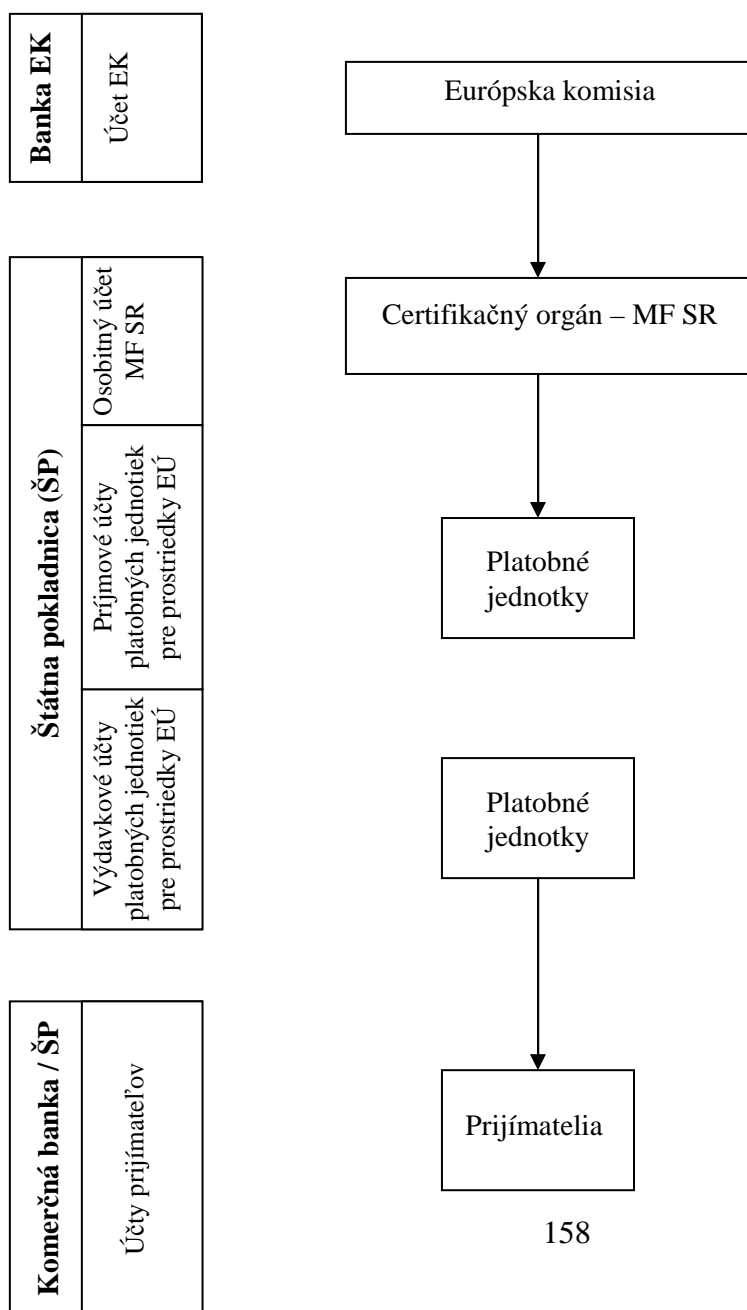 Banka EK
Účet EK
Európska komisia
Štátna pokladnica (ŠP)
Osobitný účet
MF SR
Certifikačný orgán – MF SR
Príjmové účty
platobných jednotiek
pre prostriedky EÚ
Platobné
jednotky
Výdavkové účty
platobných jednotiek
pre prostriedky EÚ
Platobné
jednotky
Komerčná banka / ŠP
Účty prijímateľov
Prijímatelia
158